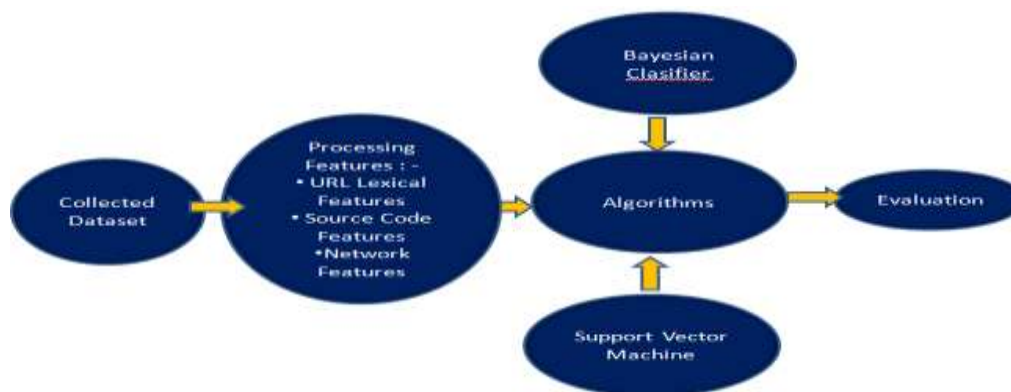 Collected
Dataset
Processing
Features : -
• URL Lexical
Features
• Source Code
Features
•Network
Features
Bayesian
Clasifier
Algorithms
Support Vector
Machine
Evaluation